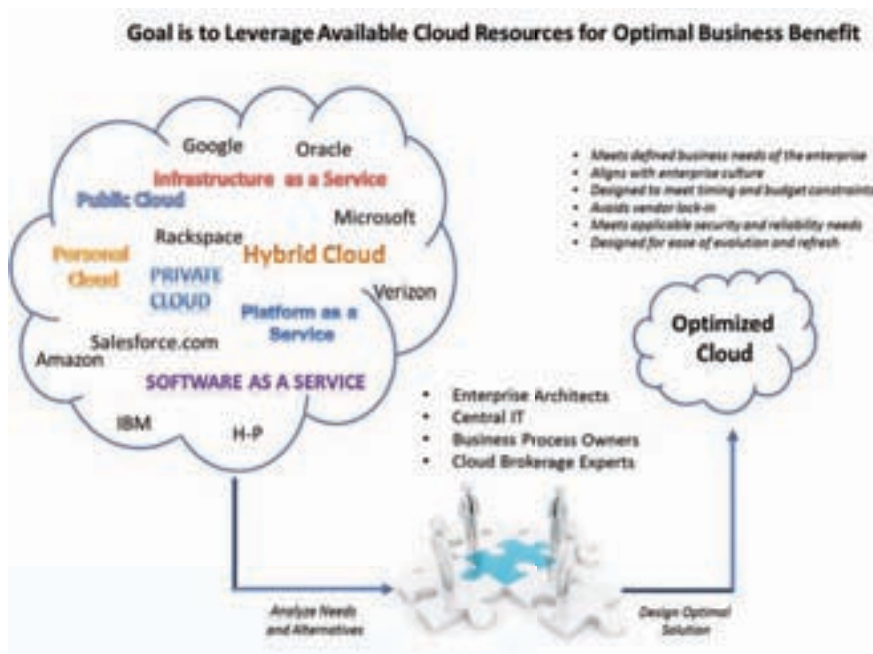 Goal is to Leverage Available Cloud Resources for Optimal Business Benefit
Google
Oracle
Infrastructure as a Service
Public Cloud
Microsoft
Rackspace
Personal
Cloud
Hybrid Cloud
PRIVATE
CLOUD
Verizon
Platform as a
Service
Salesforce.com
Amazon
SOFTWARE AS A SERVICE
IBM
H-P
• Meets defined business needs of the enterprise
• Aligns with enterprise culture
• Designed to meet timing and budget constraints
• Avoids vendor lock-in
• Meets applicable security and reliability needs
• Designed for ease of evolution and refresh
Optimized
Cloud
• Enterprise Architects
• Central IT
• Business Process Owners
• Cloud Brokerage Experts
Analyze Needs
and Alternatives
Design Optimal
Solution